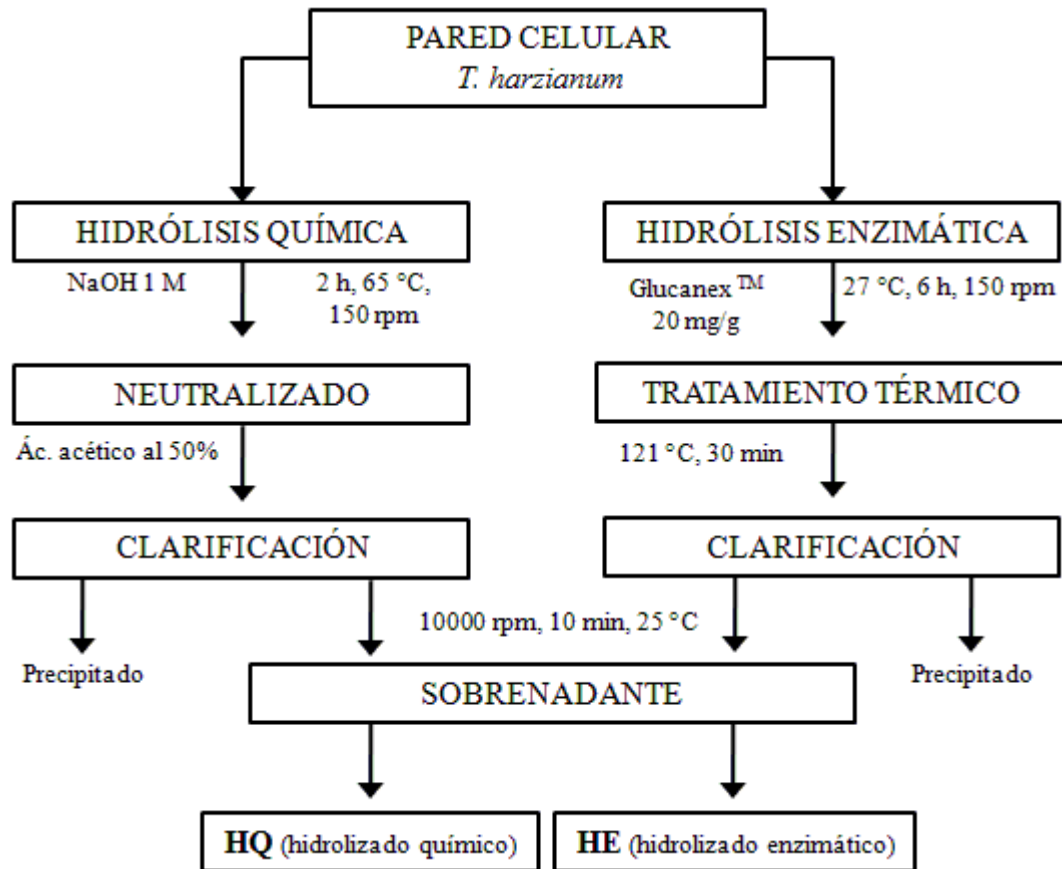 PARED CELULAR
T. harzianum
HIDRÓLISIS QUÍMICA
NaOH 1 M
2 h, 65 °C,
150 rpm
NEUTRALIZADO
Ác. acético al 50%
CLARIFICACIÓN
Precipitado
HIDRÓLISIS ENZIMÁTICA
Glucanex TM
20 mg/g
27 °C, 6 h, 150 rpm
TRATAMIENTO TÉRMICO
121 °C, 30 min
CLARIFICACIÓN
Precipitado
10000 rpm, 10 min, 25 °C
SOBRENADANTE
HQ (hidrolizado químico)
HE (hidrolizado enzimático)